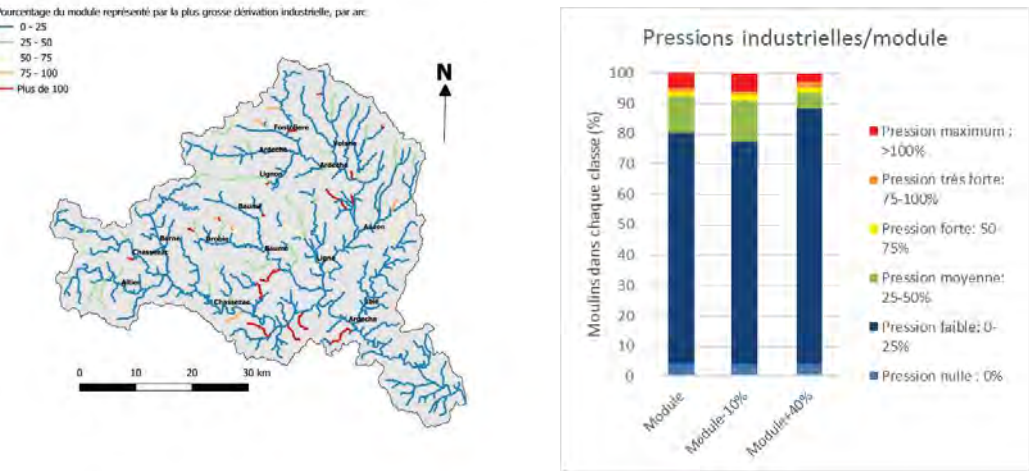 Pourcentage du module représenté par la plus grosse dérivation industrielle, par arc
0 - 25
25 - 50
50 - 75
75 - 100
Plus de 100
N
Fontolière
Volane
Ardèche
Ardèche
Lignon
Baume
Auzon
Borne
Drobie
Baume
Ligne
Chassezac
Altier
Chassezac
Ardèche
0 10 20 30 km
Pressions industrielles/module
Moulins dans chaque classe (%)
100
90
80
70
60
50
40
30
20
10
0
Module
Module-10%
Module+40%
Pression maximum :
>100%
Pression très forte:
75-100%
Pression forte: 50-
75%
Pression moyenne:
25-50%
Pression faible: 0-
25%
Pression nulle : 0%